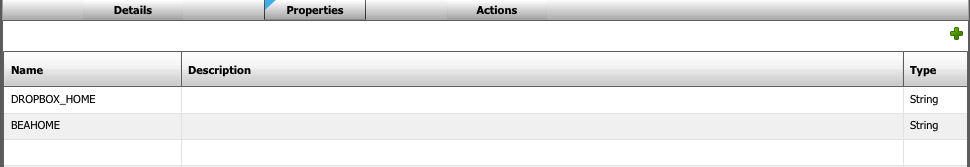 Details Properties Actions
Name Description Type
DROPBOX_HOME String
BEAHOME String